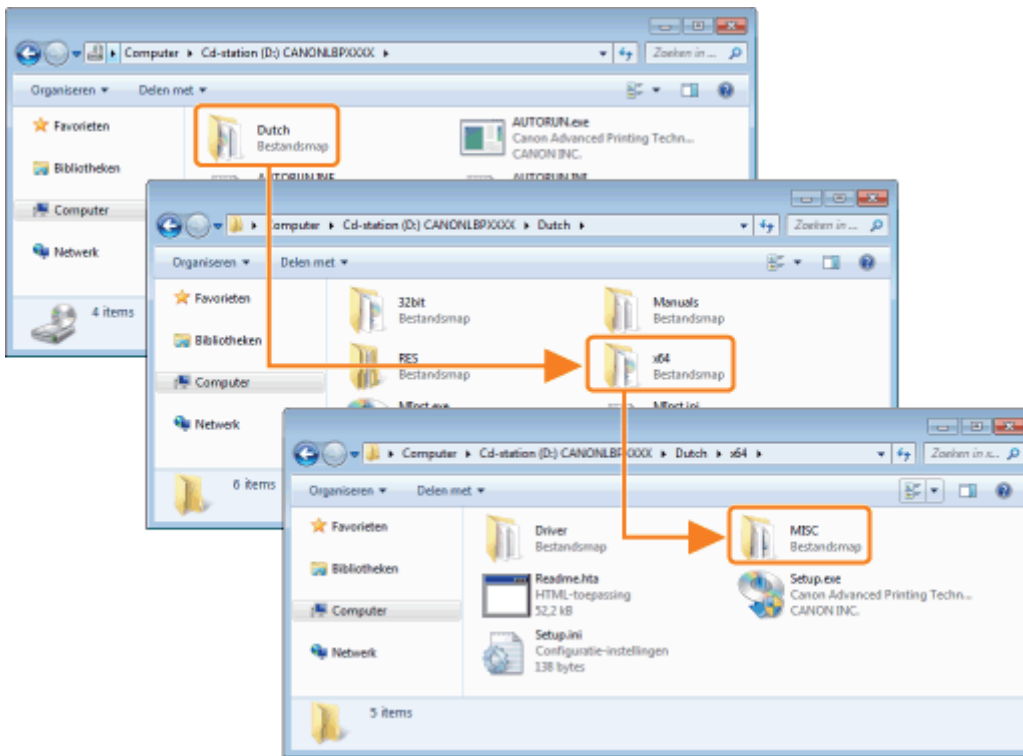 Computer ▸ Cd-station (D:) CANONLBPXXXX ▸
Zoeken in ...
Organiseren
Delen met
Favorieten
Bibliotheken
Computer
Netwerk
4 items
Dutch
Bestandsmap
AUTORUN.exe
Canon Advanced Printing Techn...
CANON INC.
Computer ▸ Cd-station (D:) CANONLBPXXXX ▸ Dutch ▸
Zoeken in ...
Organiseren
Delen met
Favorieten
Bibliotheken
Computer
Netwerk
6 items
32bit
Bestandsmap
Manuals
Bestandsmap
RES
Bestandsmap
x64
Bestandsmap
Computer ▸ Cd-station (D:) CANONLBPXXXX ▸ Dutch ▸ x64 ▸
Zoeken in x...
Organiseren
Delen met
Favorieten
Bibliotheken
Computer
Netwerk
Driver
Bestandsmap
MISC
Bestandsmap
Readme.hta
HTML-toepassing
52,2 kB
Setup.exe
Canon Advanced Printing Techn...
CANON INC.
Setup.ini
Configuratie-instellingen
138 bytes
5 items